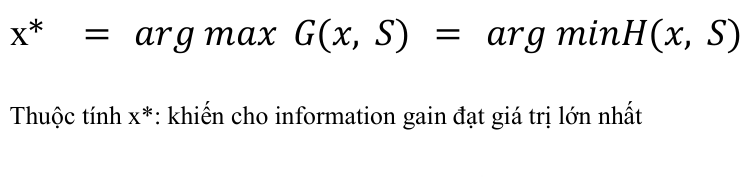 x* = arg max G(x, S) = arg minH(x, S)
Thuộc tính x*: khiến cho information gain đạt giá trị lớn nhất